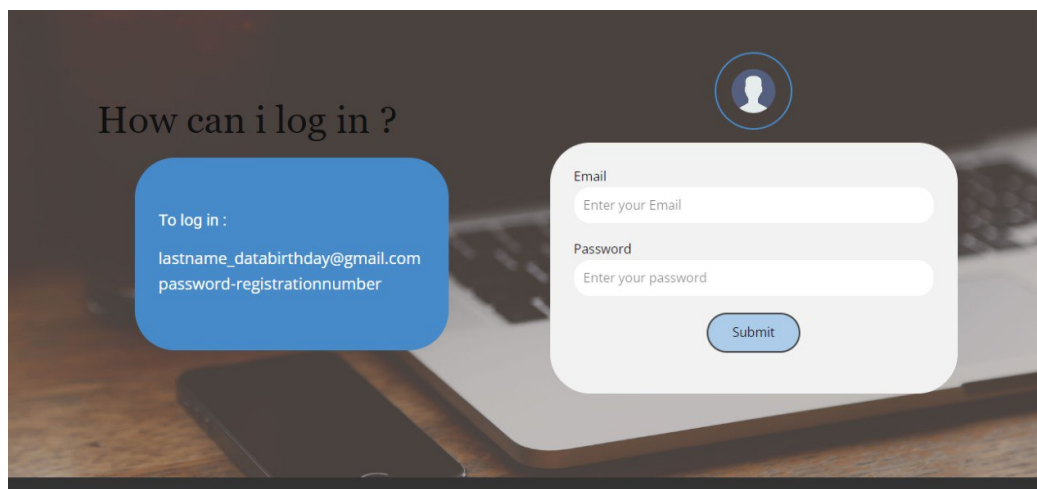 How can i log in ?
To log in :
lastname_databirthday@gmail.com
password-registrationnumber
Email
Enter your Email
Password
Enter your password
Submit